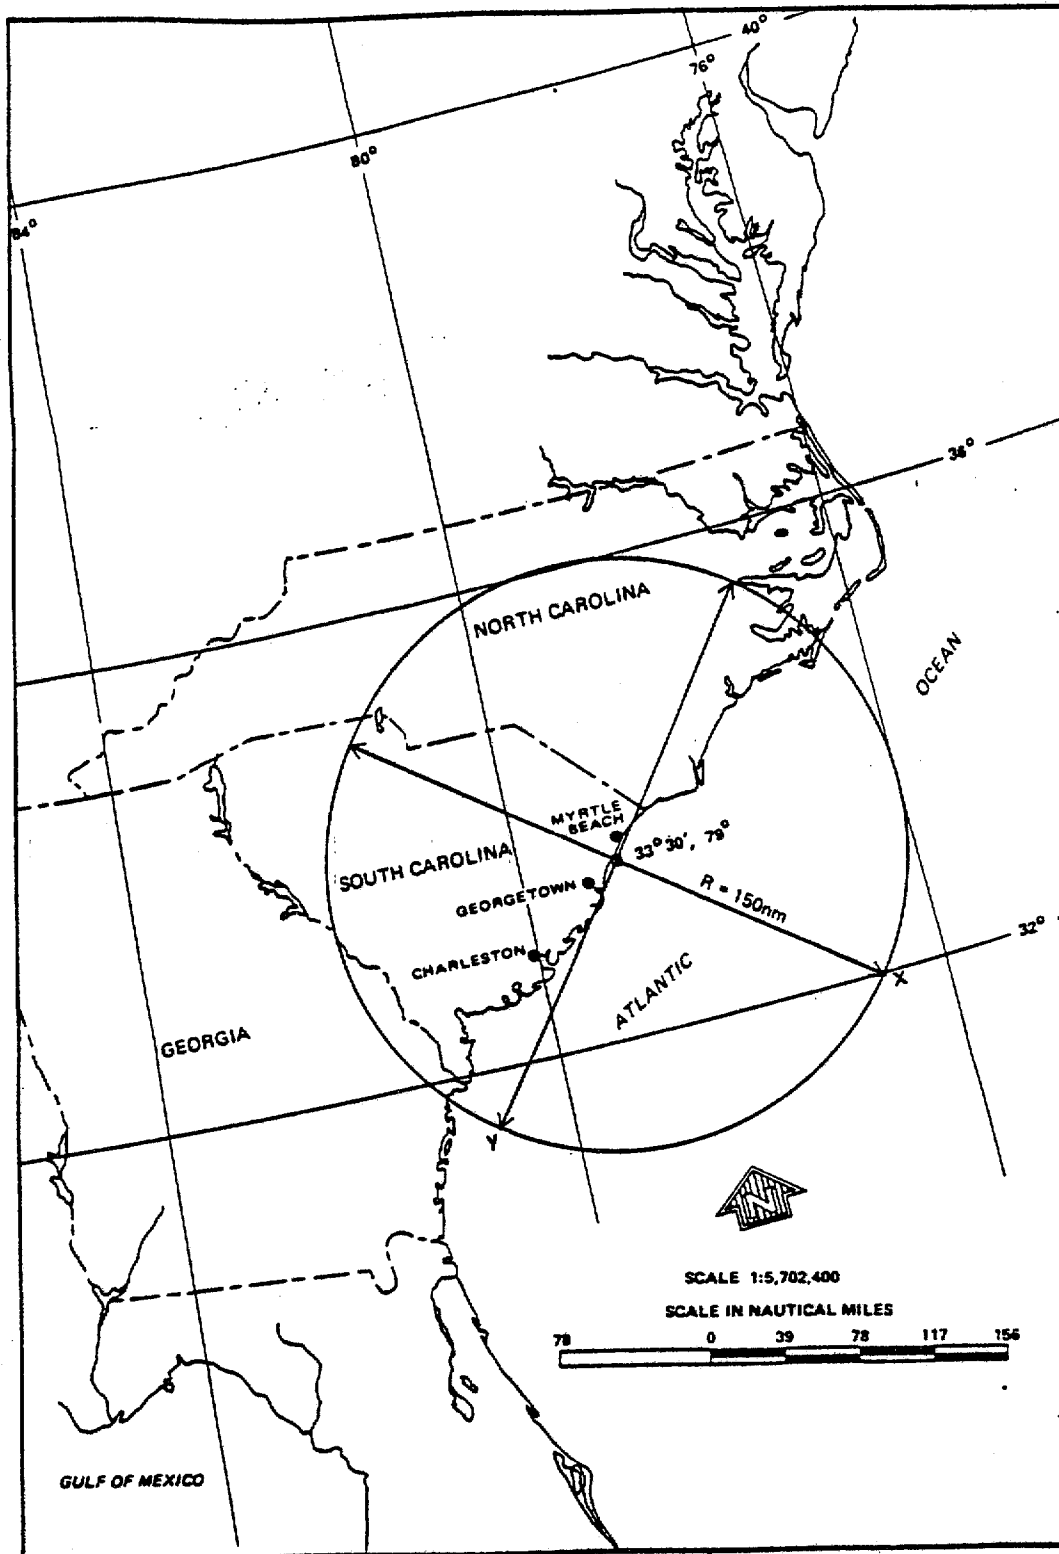 40°
76°
80°
84°
36°
NORTH CAROLINA
OCEAN
MYRTLE
BEACH
33° 30', 79°
SOUTH CAROLINA
GEORGETOWN
R = 150nm
32°
CHARLESTON
X
ATLANTIC
GEORGIA
Y
N
SCALE 1:5,702,400
SCALE IN NAUTICAL MILES
78 0 39 78 117 156
GULF OF MEXICO